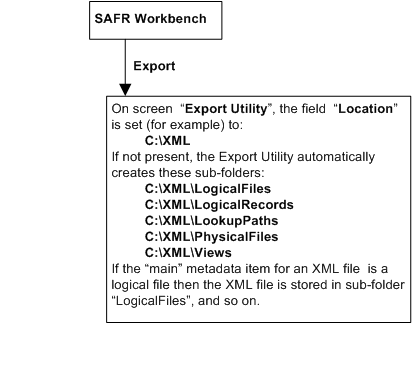 SAFR Workbench
Export
On screen “Export Utility”, the field “Location”
is set (for example) to:
C:\XML
If not present, the Export Utility automatically
creates these sub-folders:
C:\XML\LogicalFiles
C:\XML\LogicalRecords
C:\XML\LookupPaths
C:\XML\PhysicalFiles
C:\XML\Views
If the “main” metadata item for an XML file is a
logical file then the XML file is stored in sub-folder
“LogicalFiles”, and so on.